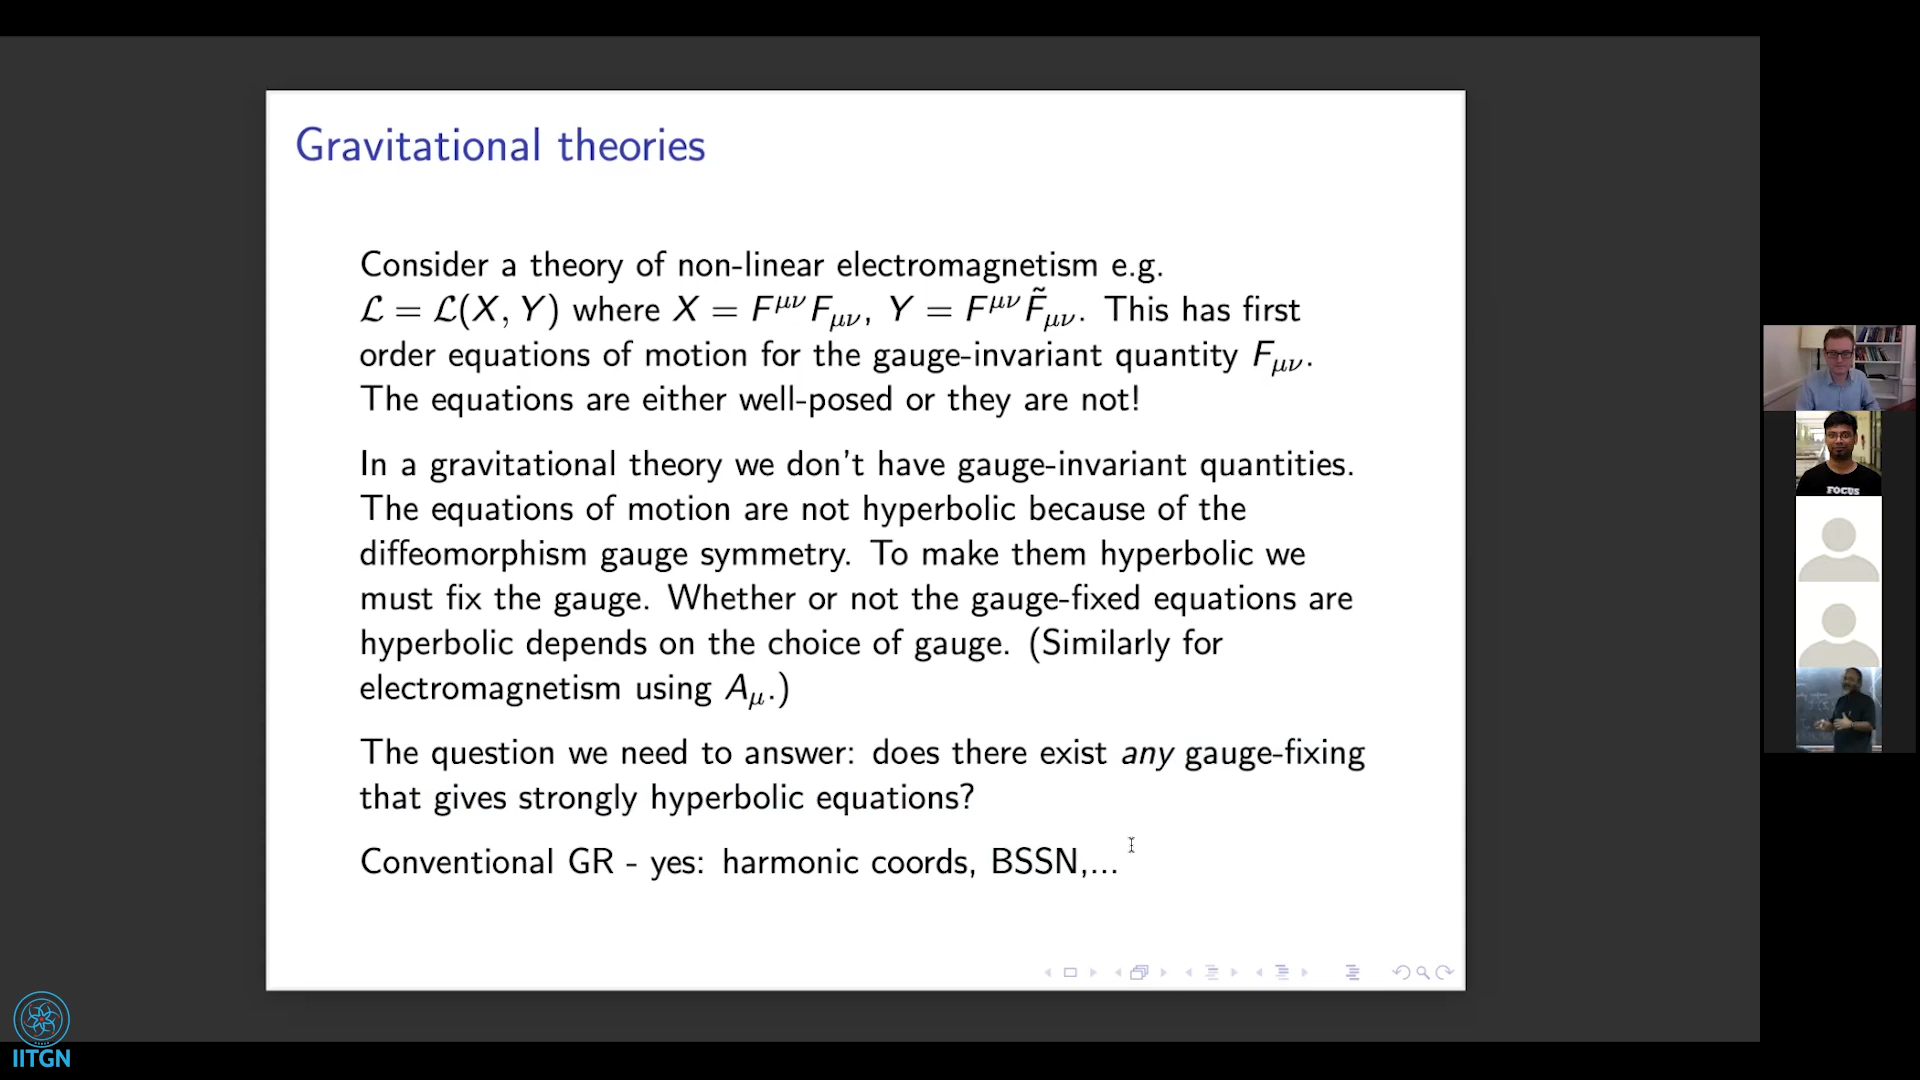 Gravitational theories
Consider a theory of non-linear electromagnetism e.g.
ℒ = ℒ(X, Y) where X = F^{μν}F_{μν}, Y = F^{μν}F̃_{μν}. This has first
order equations of motion for the gauge-invariant quantity F_{μν}.
The equations are either well-posed or they are not!
In a gravitational theory we don't have gauge-invariant quantities.
The equations of motion are not hyperbolic because of the
diffeomorphism gauge symmetry. To make them hyperbolic we
must fix the gauge. Whether or not the gauge-fixed equations are
hyperbolic depends on the choice of gauge. (Similarly for
electromagnetism using A_μ.)
The question we need to answer: does there exist any gauge-fixing
that gives strongly hyperbolic equations?
Conventional GR - yes: harmonic coords, BSSN,...
FOCUS
IITGN